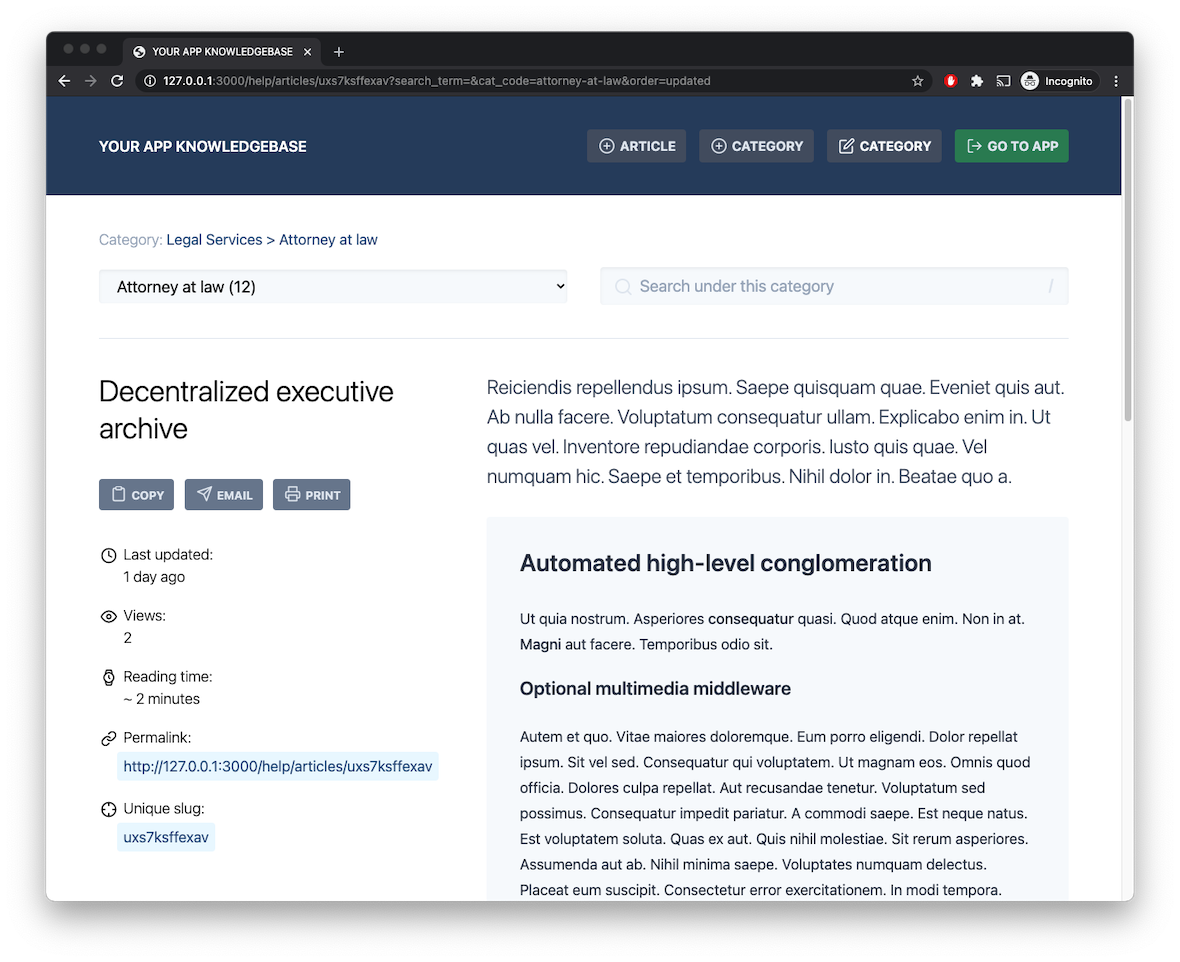 YOUR APP KNOWLEDGEBASE
127.0.0.1:3000/help/articles/uxs7ksffexav?search_term=&cat_code=attorney-at-law&order=updated
Incognito
YOUR APP KNOWLEDGEBASE
ARTICLE
CATEGORY
CATEGORY
GO TO APP
Category: Legal Services > Attorney at law
Attorney at law (12)
Search under this category
/
Decentralized executive
archive
COPY
EMAIL
PRINT
Last updated:
1 day ago
Views:
2
Reading time:
~ 2 minutes
Permalink:
http://127.0.0.1:3000/help/articles/uxs7ksffexav
Unique slug:
uxs7ksffexav
Reiciendis repellendus ipsum. Saepe quisquam quae. Eveniet quis aut.
Ab nulla facere. Voluptatum consequatur ullam. Explicabo enim in. Ut
quas vel. Inventore repudiandae corporis. Iusto quis quae. Vel
numquam hic. Saepe et temporibus. Nihil dolor in. Beatae quo a.
Automated high-level conglomeration
Ut quia nostrum. Asperiores consequatur quasi. Quod atque enim. Non in at.
Magni aut facere. Temporibus odio sit.
Optional multimedia middleware
Autem et quo. Vitae maiores doloremque. Eum porro eligendi. Dolor repellat
ipsum. Sit vel sed. Consequatur qui voluptatem. Ut magnam eos. Omnis quod
officia. Dolores culpa repellat. Aut recusandae tenetur. Voluptatum sed
possimus. Consequatur impedit pariatur. A commodi saepe. Est neque natus.
Est voluptatem soluta. Quas ex aut. Quis nihil molestiae. Sit rerum asperiores.
Assumenda aut ab. Nihil minima saepe. Voluptates numquam delectus.
Placeat eum suscipit. Consectetur error exercitationem. In modi tempora.